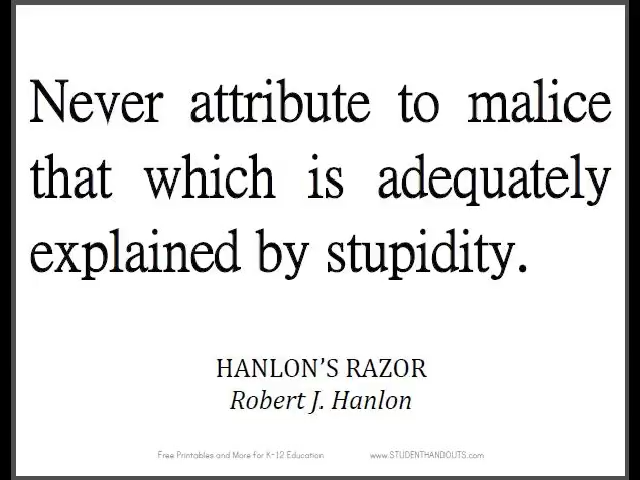 Never attribute to malice
that which is adequately
explained by stupidity.
HANLON'S RAZOR
Robert J. Hanlon
Free Printables and More for K-12 Education www.STUDENTHANDOUTS.com